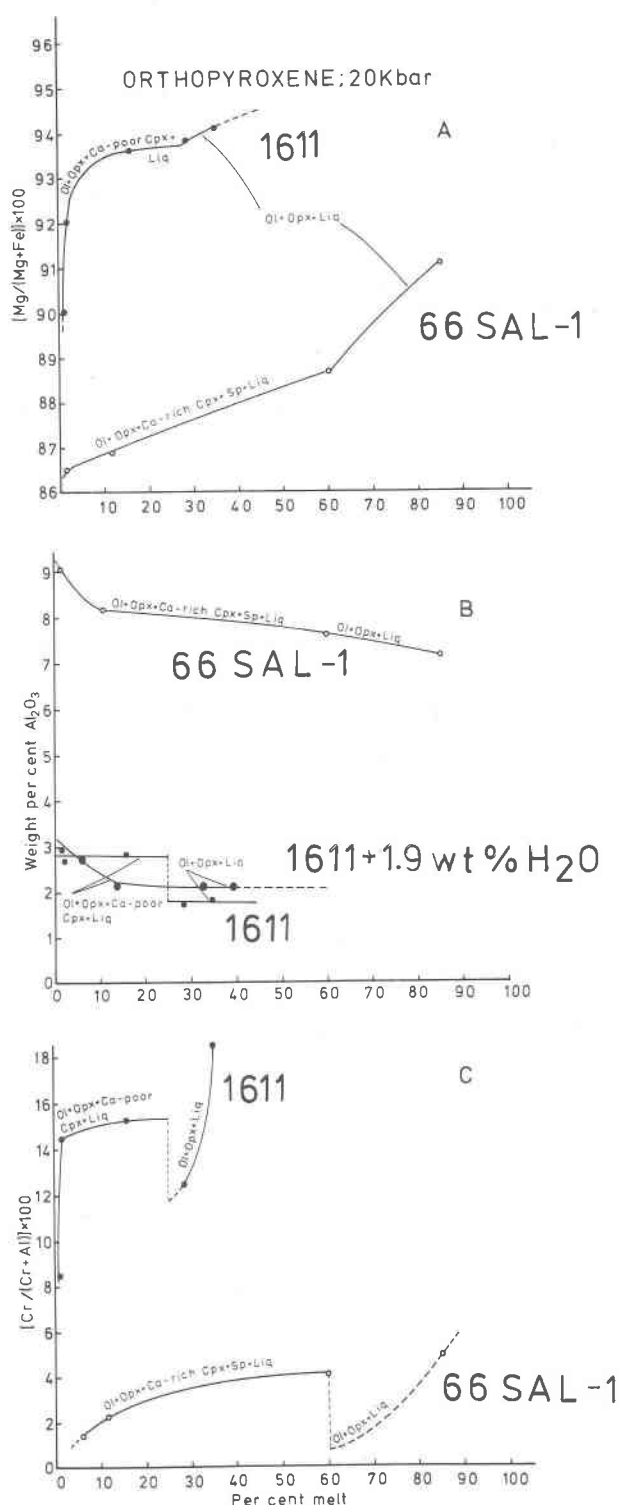 ORTHOPYROXENE; 20Kbar
A
96
95
94
93
92
91
90
89
88
87
86
[Mg/(Mg+Fe)]×100
Ol+Opx+Ca-poor Cpx+
Liq
1611
Ol+Opx+Liq
66 SAL-1
Ol+Opx+Ca-rich Cpx+Sp+Liq
0 10 20 30 40 50 60 70 80 90 100
B
9
8
7
6
5
4
3
2
1
0
Weight per cent Al2O3
Ol+Opx+Ca-rich Cpx+Sp+Liq
Ol+Opx+Liq
66 SAL-1
1611+1.9 wt % H2O
Ol+Opx+Liq
Ol+Opx+Ca-poor
Cpx+Liq
1611
0 10 20 30 40 50 60 70 80 90 100
C
18
16
14
12
10
8
6
4
2
0
[Cr/(Cr+Al)]×100
Ol+Opx+Ca-poor
Cpx+Liq
1611
Ol+Opx+Liq
Ol+Opx+Ca-rich Cpx+Sp+Liq
Ol+Opx+Liq
66 SAL-1
0 10 20 30 40 50 60 70 80 90 100
Per cent melt